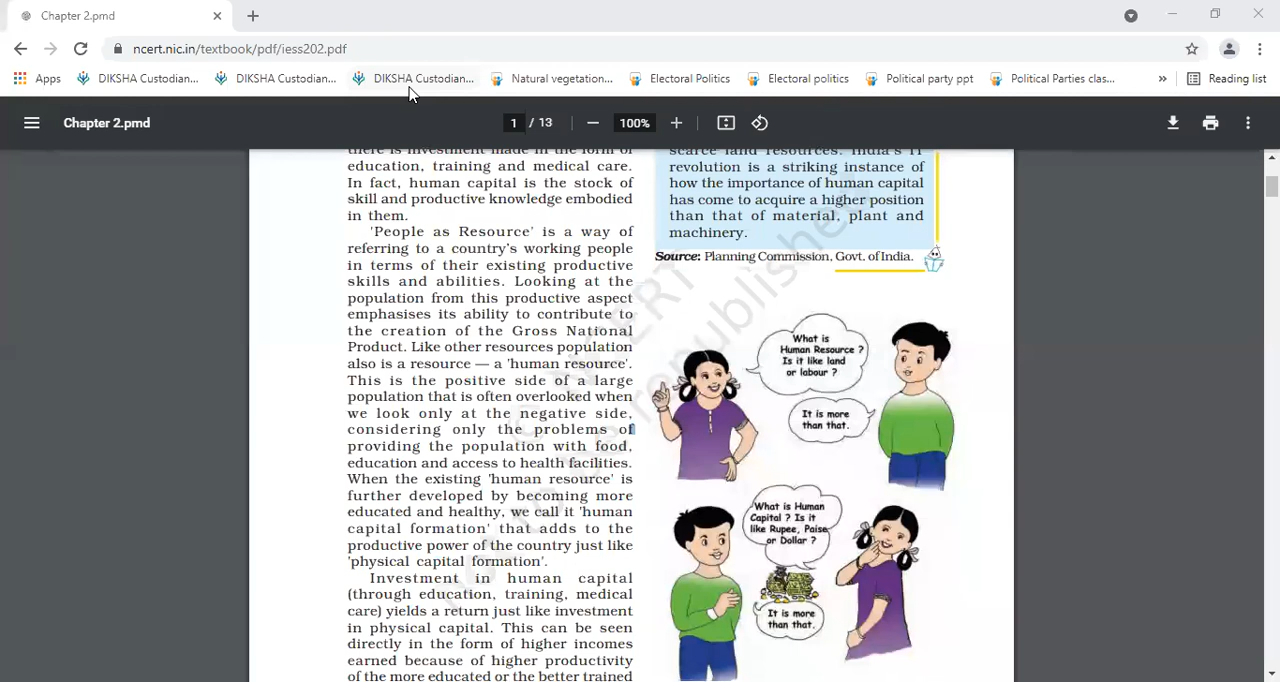 Chapter 2.pmd
ncert.nic.in/textbook/pdf/iess202.pdf
Apps DIKSHA Custodian... DIKSHA Custodian... DIKSHA Custodian... Natural vegetation... Electoral Politics Electoral politics Political party ppt Political Parties clas... » Reading list
Chapter 2.pmd 1 / 13 100%
there is investment made in the form of
education, training and medical care.
In fact, human capital is the stock of
skill and productive knowledge embodied
in them.
'People as Resource' is a way of
referring to a country's working people
in terms of their existing productive
skills and abilities. Looking at the
population from this productive aspect
emphasises its ability to contribute to
the creation of the Gross National
Product. Like other resources population
also is a resource — a 'human resource'.
This is the positive side of a large
population that is often overlooked when
we look only at the negative side,
considering only the problems of
providing the population with food,
education and access to health facilities.
When the existing 'human resource' is
further developed by becoming more
educated and healthy, we call it 'human
capital formation' that adds to the
productive power of the country just like
'physical capital formation'.
Investment in human capital
(through education, training, medical
care) yields a return just like investment
in physical capital. This can be seen
directly in the form of higher incomes
earned because of higher productivity
of the more educated or the better trained
scarce land resources. India's IT
revolution is a striking instance of
how the importance of human capital
has come to acquire a higher position
than that of material, plant and
machinery.
Source: Planning Commission, Govt. of India.
What is
Human Resource ?
Is it like land
or labour ?
It is more
than that.
What is Human
Capital ? Is it
like Rupee, Paise
or Dollar ?
It is more
than that.